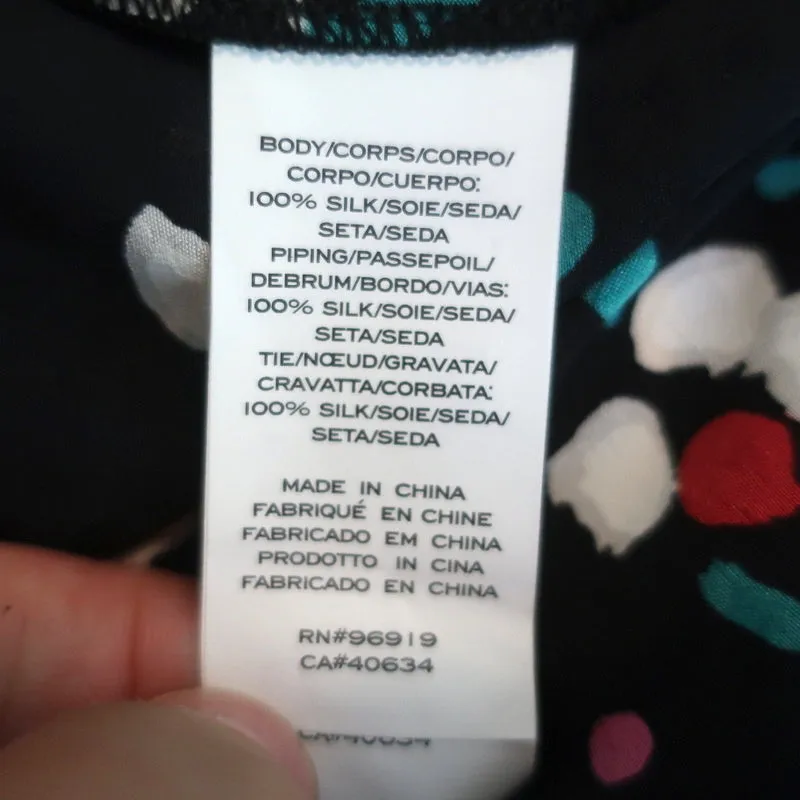 BODY/CORPS/CORPO/
CORPO/CUERPO:
100% SILK/SOIE/SEDA/
SETA/SEDA
PIPING/PASSEPOIL/
DEBRUM/BORDO/VIAS:
100% SILK/SOIE/SEDA/
SETA/SEDA
TIE/NŒUD/GRAVATA/
CRAVATTA/CORBATA:
100% SILK/SOIE/SEDA/
SETA/SEDA
MADE IN CHINA
FABRIQUÉ EN CHINE
FABRICADO EM CHINA
PRODOTTO IN CINA
FABRICADO EN CHINA
RN#96919
CA#40634
CA#40634